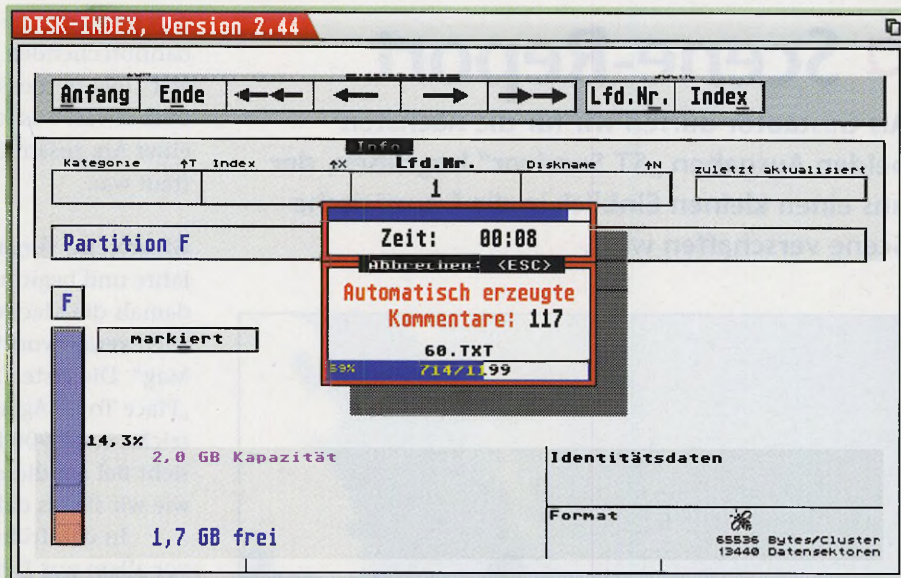 DISK-INDEX, Version 2.44
Anfang Ende Lfd.Nr. Index
Info
Kategorie ↑T Index ↑X Lfd.Nr. Diskname ↑N zuletzt aktualisiert
1
Partition F
Zeit: 00:08
Abbrechen: <ESC>
Automatisch erzeugte
Kommentare: 117
60.TXT
59% 714/1199
F
markiert
14,3%
2,0 GB Kapazität
1,7 GB frei
Identitätsdaten
Format
65536 Bytes/Cluster
13440 Datensektoren